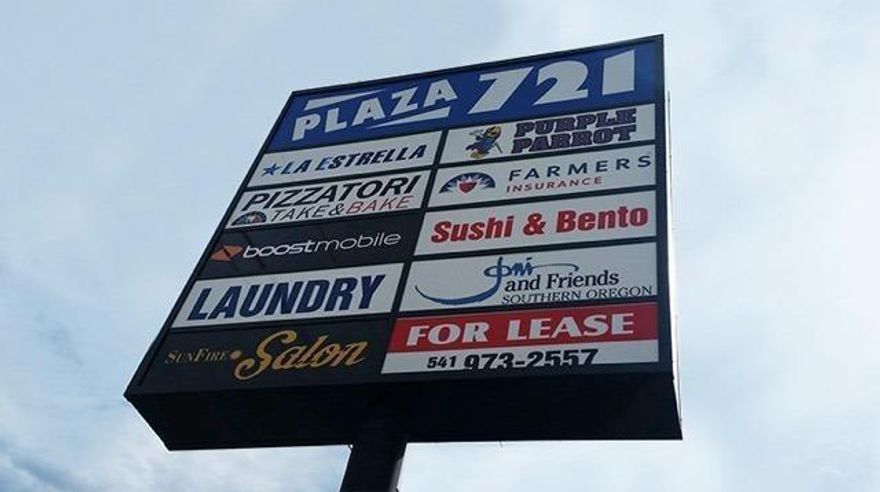 PLAZA 721
LA ESTRELLA
PURPLE
PARROT
PIZZATORI
TAKE & BAKE
FARMERS
INSURANCE
boostmobile
Sushi & Bento
LAUNDRY
Joni
and Friends
SOUTHERN OREGON
SUNFIRE Salon
FOR LEASE
541 973-2557